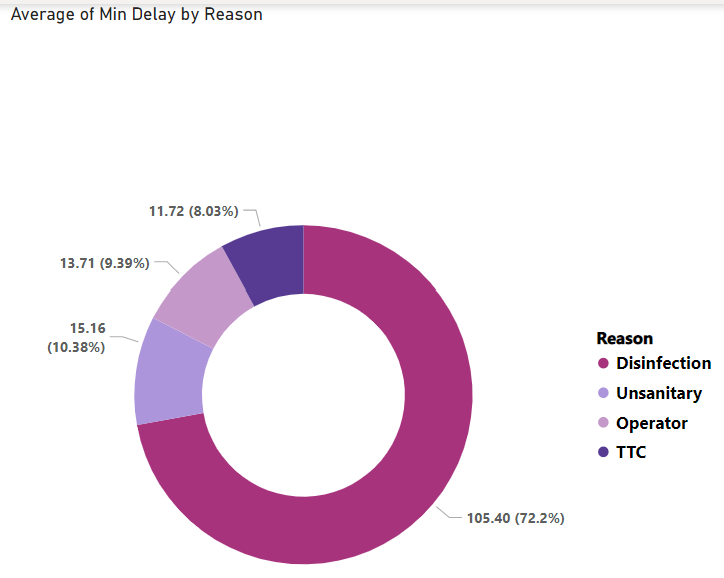 Average of Min Delay by Reason
11.72 (8.03%)
13.71 (9.39%)
15.16
(10.38%)
105.40 (72.2%)
Reason
Disinfection
Unsanitary
Operator
TTC